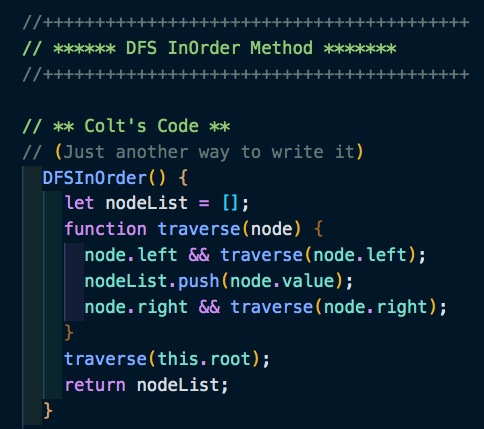 //+++++++++++++++++++++++++++++++++++++++++
// ****** DFS InOrder Method *******
//+++++++++++++++++++++++++++++++++++++++++
// ** Colt's Code **
// (Just another way to write it)
DFSInOrder() {
let nodeList = [];
function traverse(node) {
node.left && traverse(node.left);
nodeList.push(node.value);
node.right && traverse(node.right);
}
traverse(this.root);
return nodeList;
}